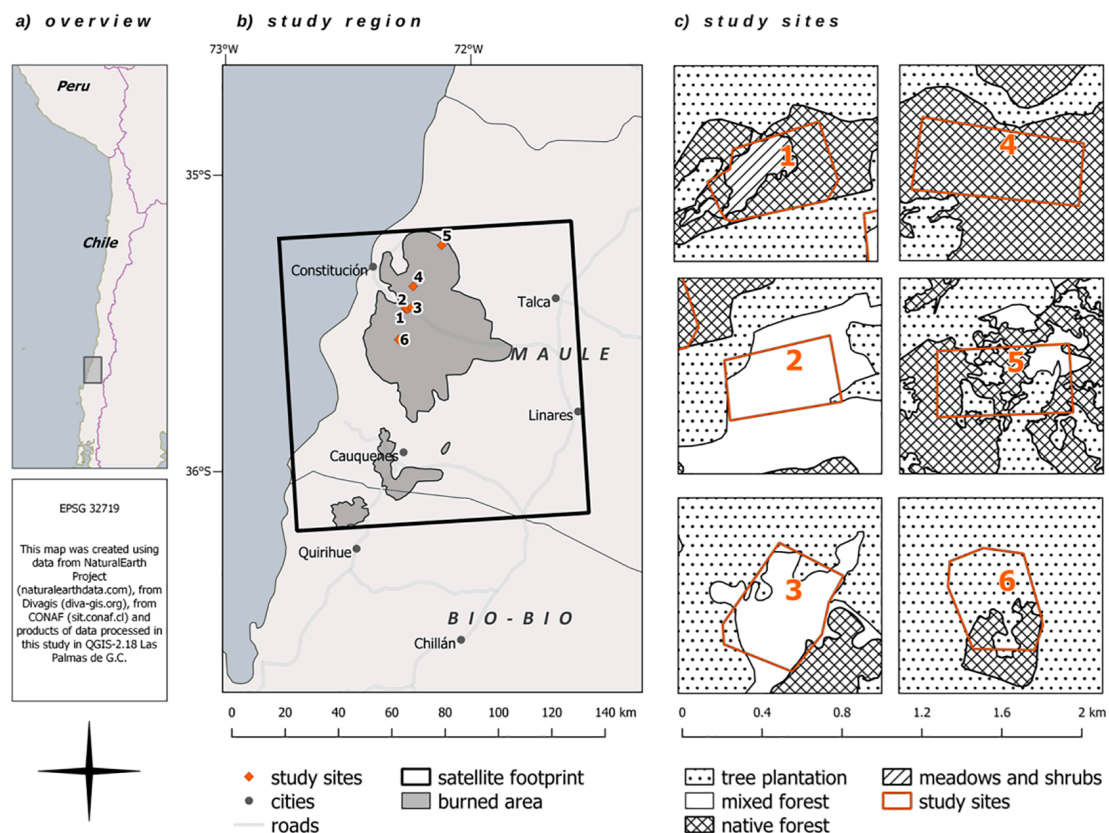 a) overview
b) study region
c) study sites
73°W
72°W
Peru
Chile
35°S
36°S
Constitución
Talca
MAULE
Linares
Cauquenes
Quirihue
BIO-BIO
Chillán
5
4
2
3
1
6
1
4
2
5
3
6
EPSG 32719
This map was created using
data from NaturalEarth
Project
(naturalearthdata.com), from
Divagis (diva-gis.org), from
CONAF (sit.conaf.cl) and
products of data processed in
this study in QGIS-2.18 Las
Palmas de G.C.
0 20 40 60 80 100 120 140 km
0 0.4 0.8 1.2 1.6 2 km
study sites
cities
roads
satellite footprint
burned area
tree plantation
mixed forest
native forest
meadows and shrubs
study sites